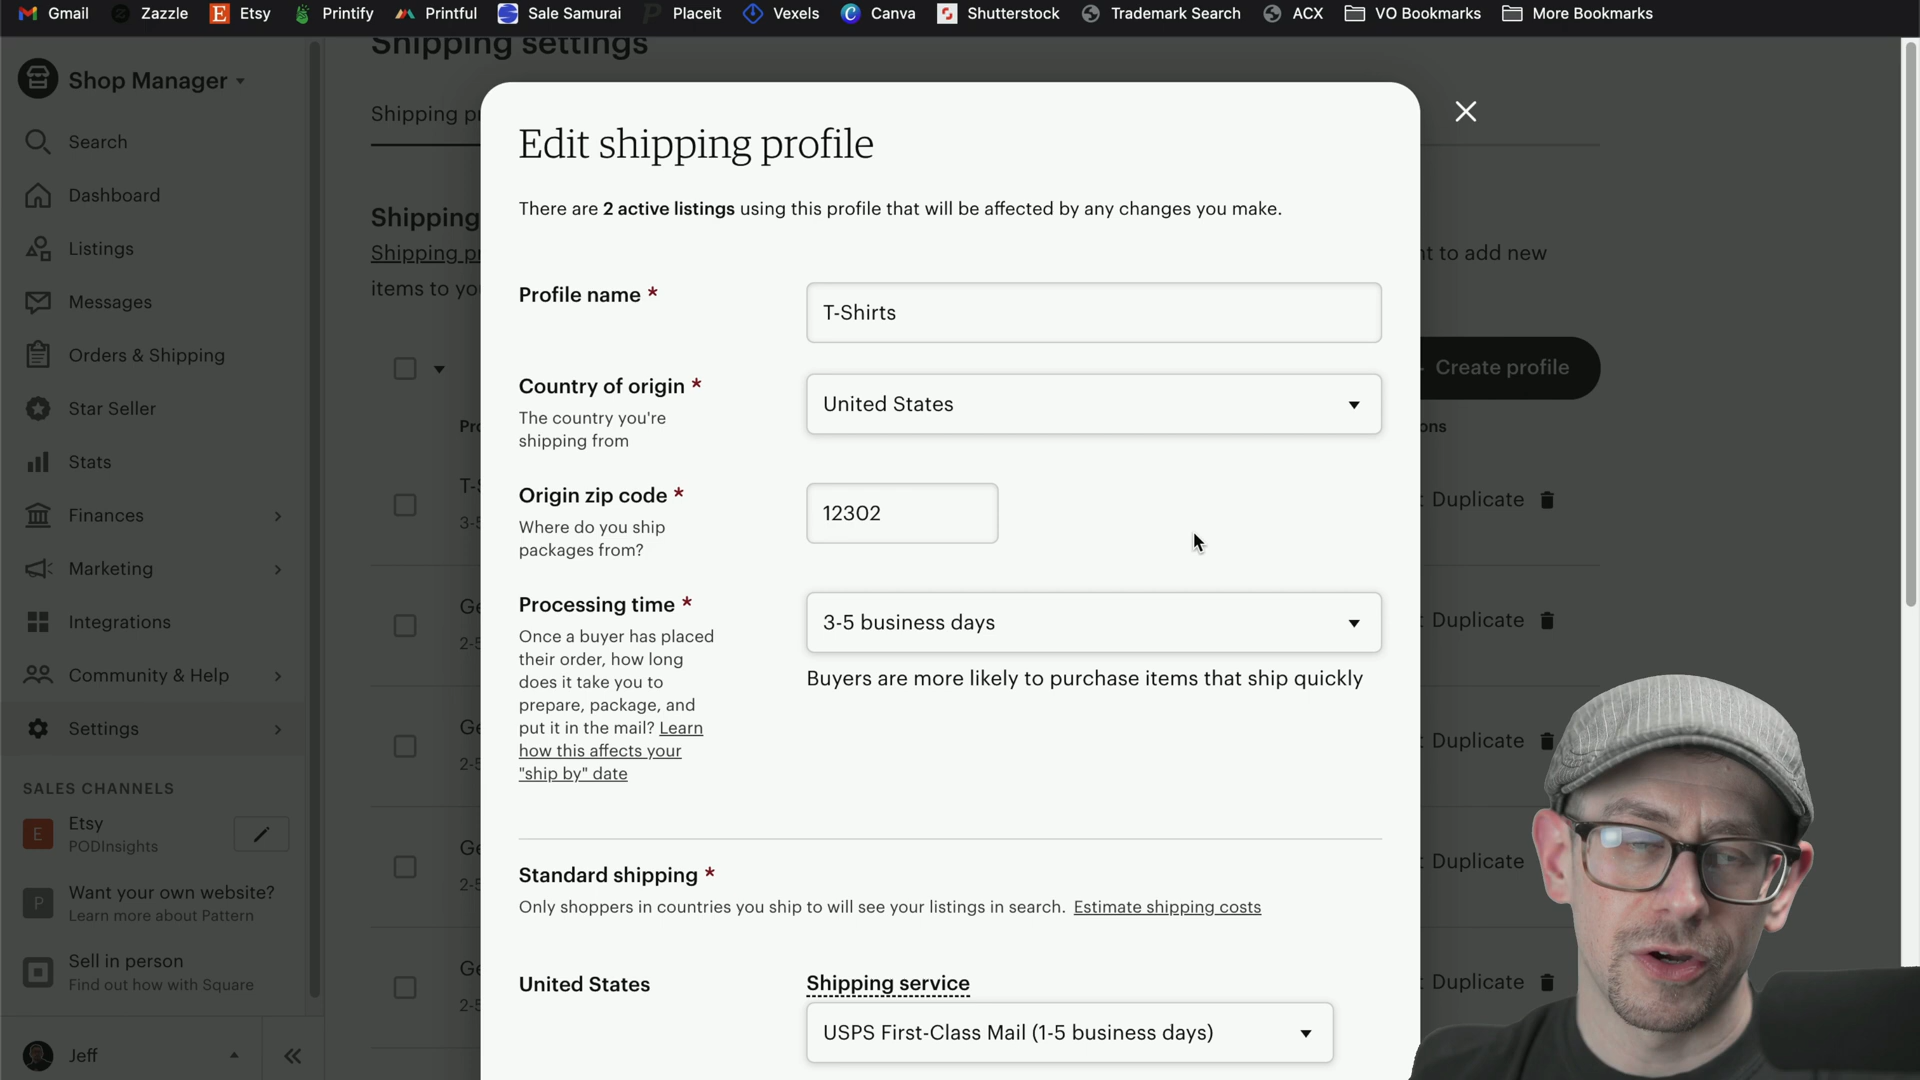 Gmail
Zazzle
Etsy
Printify
Printful
Sale Samurai
Placeit
Vexels
Canva
Shutterstock
Trademark Search
ACX
VO Bookmarks
More Bookmarks
Shop Manager
Search
Dashboard
Listings
Messages
Orders & Shipping
Star Seller
Stats
Finances
Marketing
Integrations
Community & Help
Settings
SALES CHANNELS
E
Etsy
PODInsights
P
Want your own website?
Learn more about Pattern
Sell in person
Find out how with Square
Jeff
Shipping settings
Shipping
Shipping
items to
to add new
Create profile
Duplicate
Duplicate
Duplicate
Duplicate
Duplicate
Edit shipping profile
There are 2 active listings using this profile that will be affected by any changes you make.
Profile name *
T-Shirts
Country of origin *
The country you're
shipping from
United States
Origin zip code *
Where do you ship
packages from?
12302
Processing time *
Once a buyer has placed
their order, how long
does it take you to
prepare, package, and
put it in the mail? Learn
how this affects your
"ship by" date
3-5 business days
Buyers are more likely to purchase items that ship quickly
Standard shipping *
Only shoppers in countries you ship to will see your listings in search. Estimate shipping costs
United States
Shipping service
USPS First-Class Mail (1-5 business days)